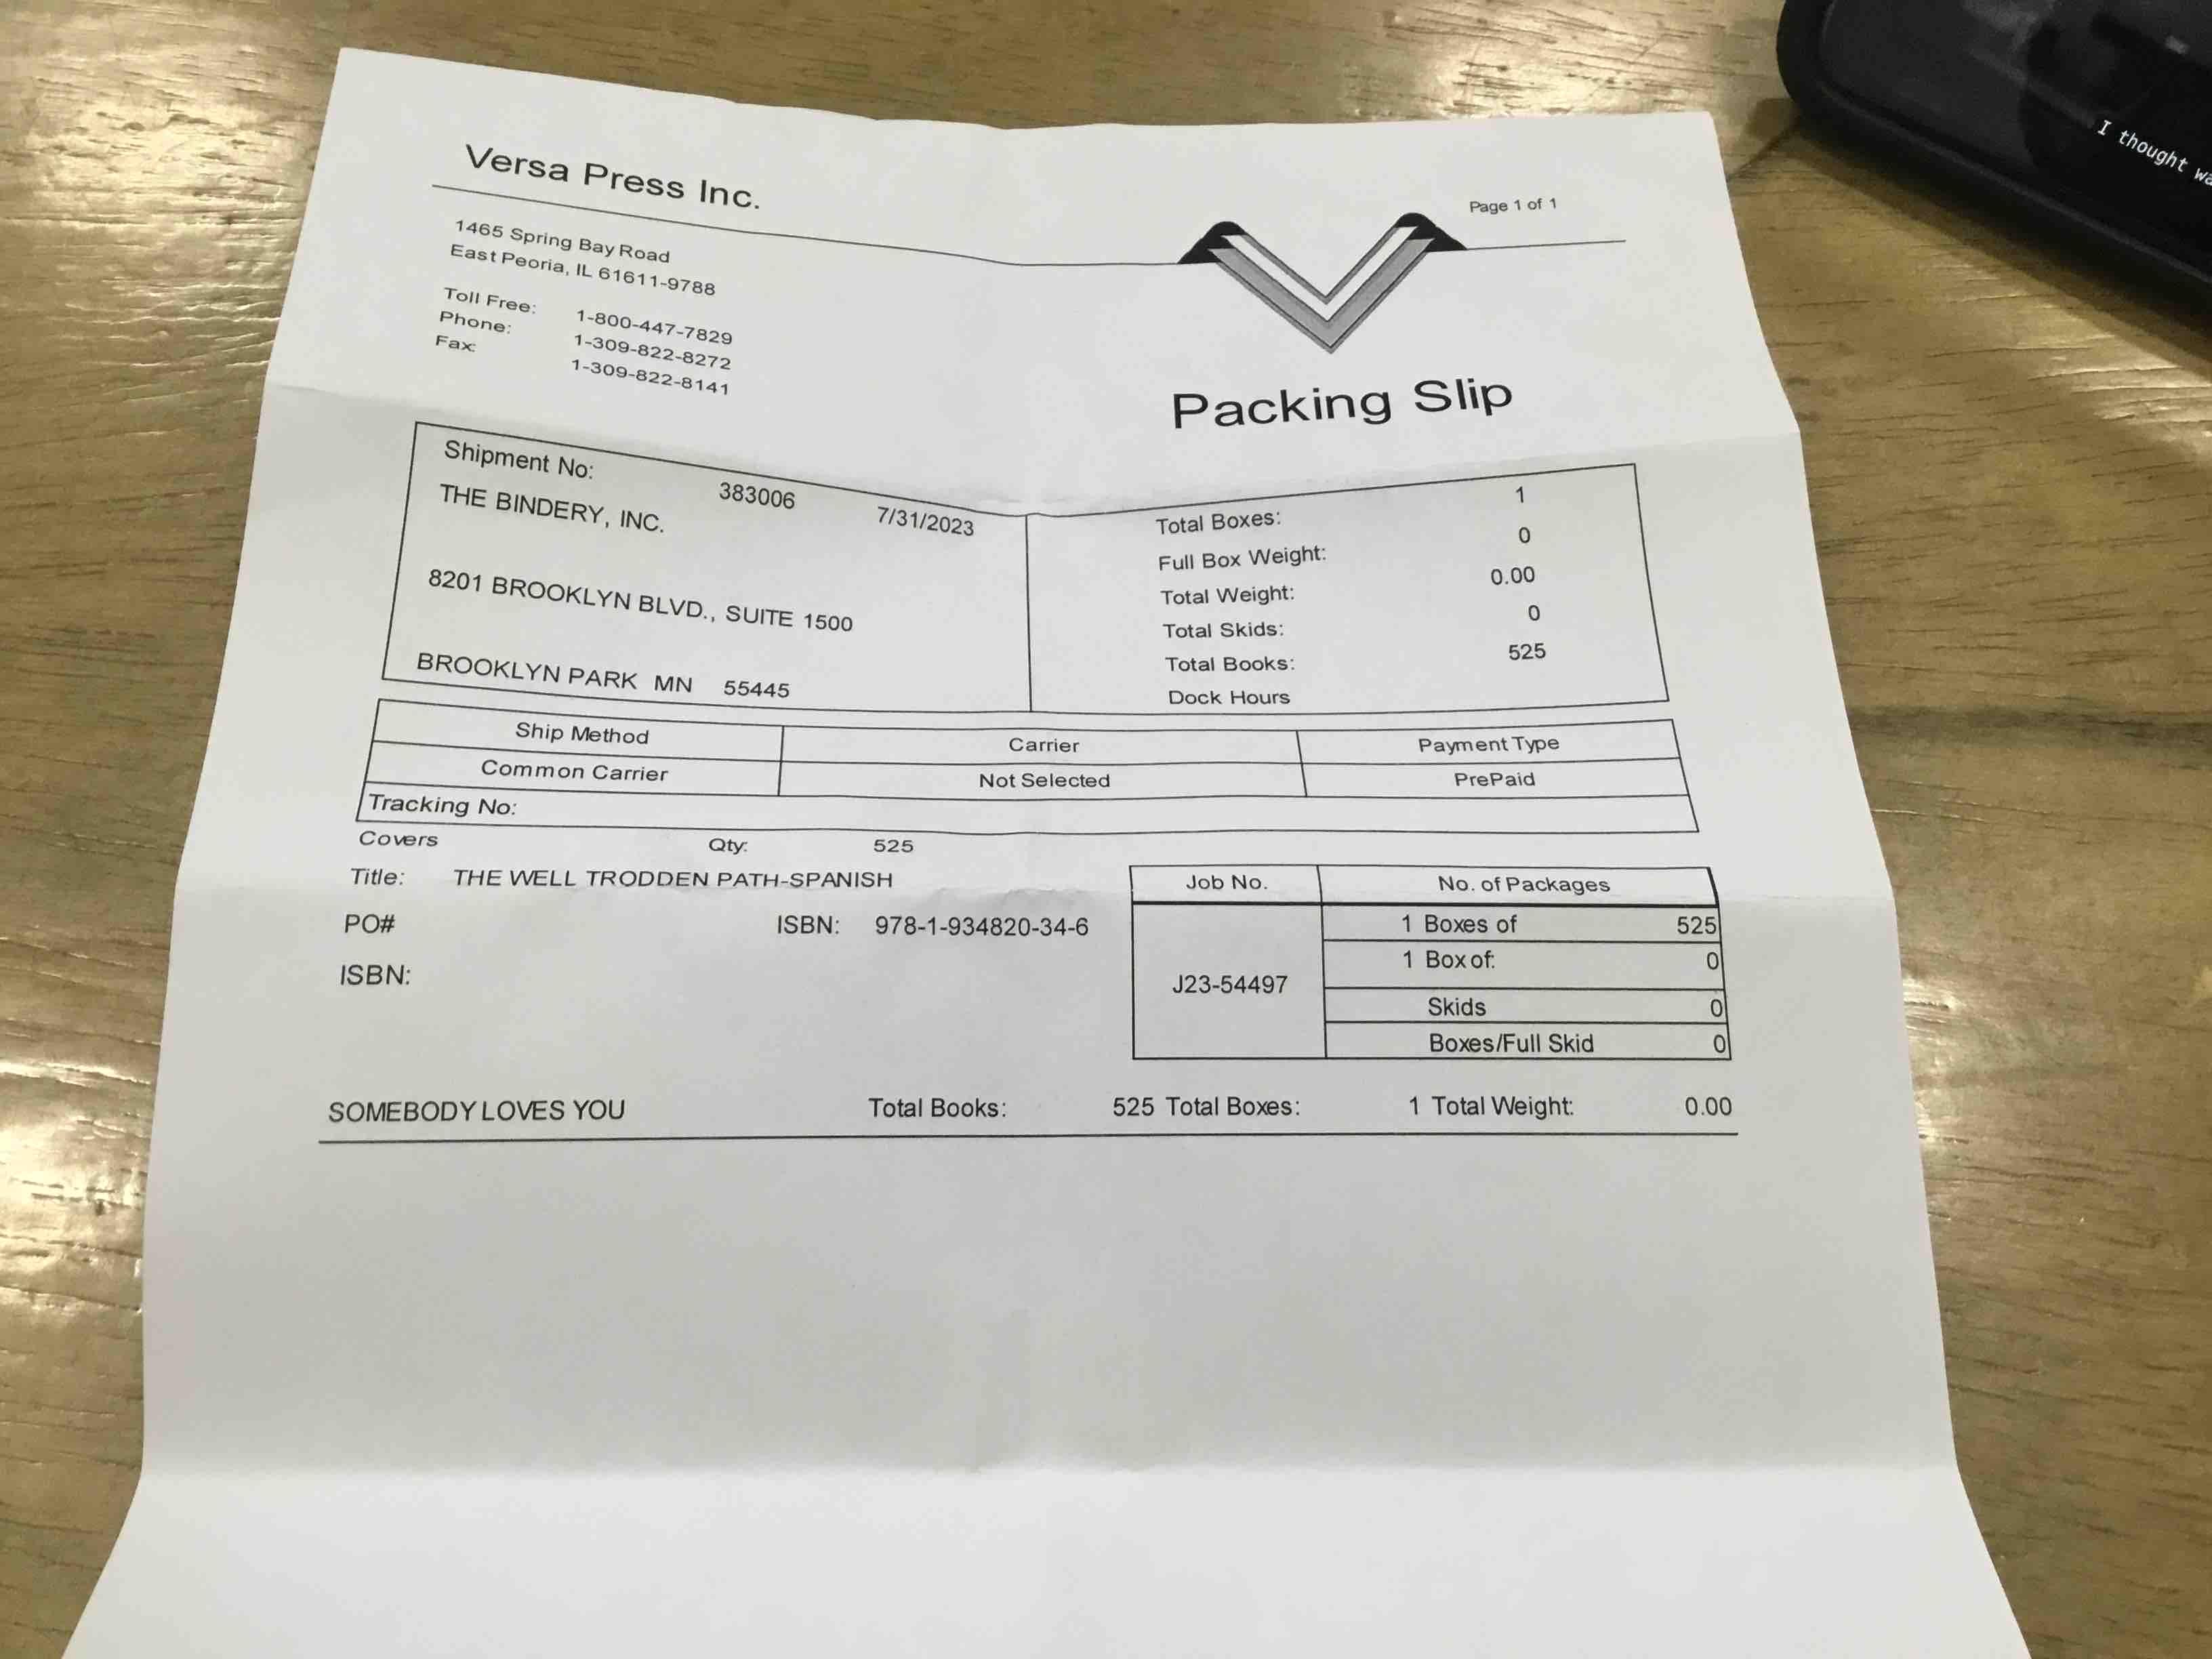 Versa Press Inc.
Page 1 of 1
1465 Spring Bay Road
East Peoria, IL 61611-9788
Toll Free: 1-800-447-7829
Phone: 1-309-822-8272
Fax: 1-309-822-8141
Packing Slip
Shipment No: 383006 7/31/2023
THE BINDERY, INC.
8201 BROOKLYN BLVD., SUITE 1500
BROOKLYN PARK MN 55445
Total Boxes: 1
Full Box Weight: 0
Total Weight: 0.00
Total Skids: 0
Total Books: 525
Dock Hours
Ship Method Carrier Payment Type
Common Carrier Not Selected PrePaid
Tracking No:
Covers Qty: 525
Title: THE WELL TRODDEN PATH-SPANISH
PO# ISBN: 978-1-934820-34-6
ISBN:
Job No. No. of Packages
J23-54497
1 Boxes of 525
1 Box of: 0
Skids 0
Boxes/Full Skid 0
SOMEBODY LOVES YOU Total Books: 525 Total Boxes: 1 Total Weight: 0.00
I thought